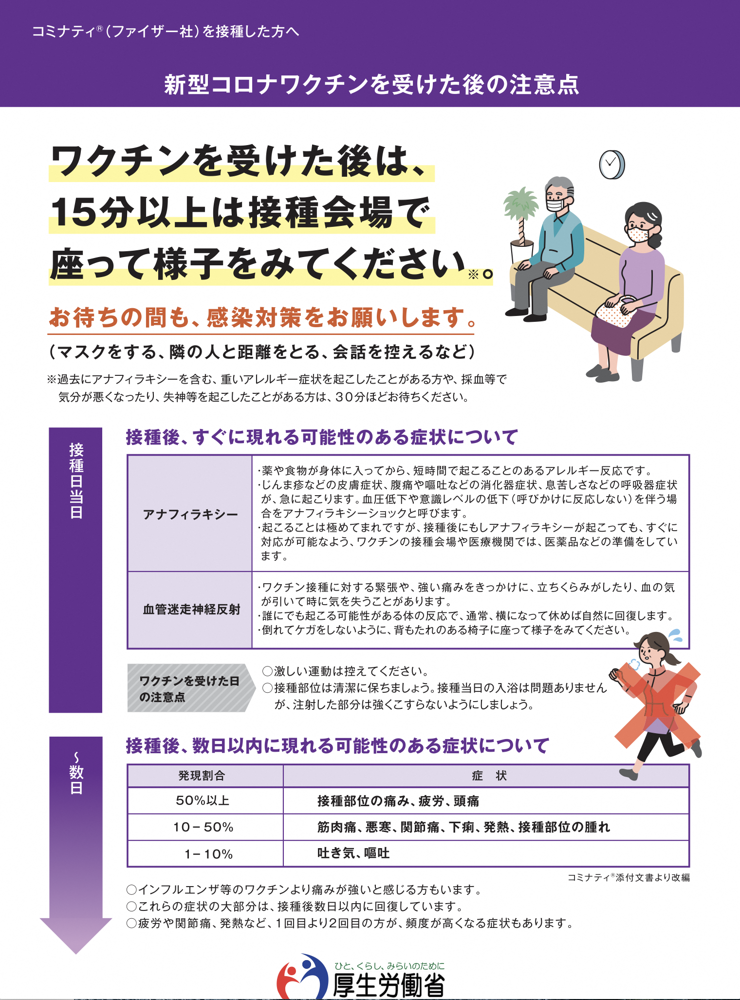 コミナティ®（ファイザー社）を接種した方へ
新型コロナワクチンを受けた後の注意点
ワクチンを受けた後は、
15分以上は接種会場で
座って様子をみてください※。
お待ちの間も、感染対策をお願いします。
（マスクをする、隣の人と距離をとる、会話を控えるなど）
※過去にアナフィラキシーを含む、重いアレルギー症状を起こしたことがある方や、採血等で
気分が悪くなったり、失神等を起こしたことがある方は、30分ほどお待ちください。
接種日当日
接種後、すぐに現れる可能性のある症状について
アナフィラキシー
・薬や食物が身体に入ってから、短時間で起こることのあるアレルギー反応です。
・じんま疹などの皮膚症状、腹痛や嘔吐などの消化器症状、息苦しさなどの呼吸器症状
が、急に起こります。血圧低下や意識レベルの低下（呼びかけに反応しない）を伴う場
合をアナフィラキシーショックと呼びます。
・起こることは極めてまれですが、接種後にもしアナフィラキシーが起こっても、すぐに
対応が可能なよう、ワクチンの接種会場や医療機関では、医薬品などの準備をしてい
ます。
血管迷走神経反射
・ワクチン接種に対する緊張や、強い痛みをきっかけに、立ちくらみがしたり、血の気
が引いて時に気を失うことがあります。
・誰にでも起こる可能性がある体の反応で、通常、横になって休めば自然に回復します。
・倒れてケガをしないように、背もたれのある椅子に座って様子をみてください。
ワクチンを受けた日
の注意点
○激しい運動は控えてください。
○接種部位は清潔に保ちましょう。接種当日の入浴は問題ありません
が、注射した部分は強くこすらないようにしましょう。
〜数日
接種後、数日以内に現れる可能性のある症状について
発現割合
症　状
50%以上
接種部位の痛み、疲労、頭痛
10−50%
筋肉痛、悪寒、関節痛、下痢、発熱、接種部位の腫れ
1−10%
吐き気、嘔吐
コミナティ®添付文書より改編
○インフルエンザ等のワクチンより痛みが強いと感じる方もいます。
○これらの症状の大部分は、接種後数日以内に回復しています。
○疲労や関節痛、発熱など、1回目より2回目の方が、頻度が高くなる症状もあります。
ひと、くらし、みらいのために
厚生労働省